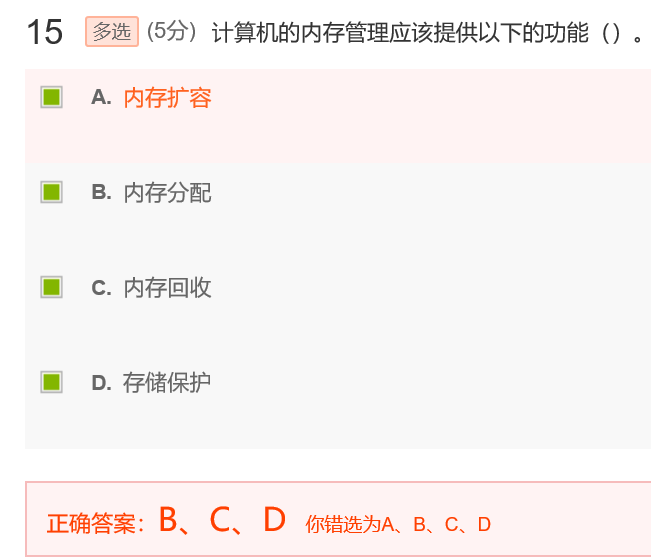 15 多选 (5分) 计算机的内存管理应该提供以下的功能（）。
A. 内存扩容
B. 内存分配
C. 内存回收
D. 存储保护
正确答案：B、C、D 你错选为A、B、C、D